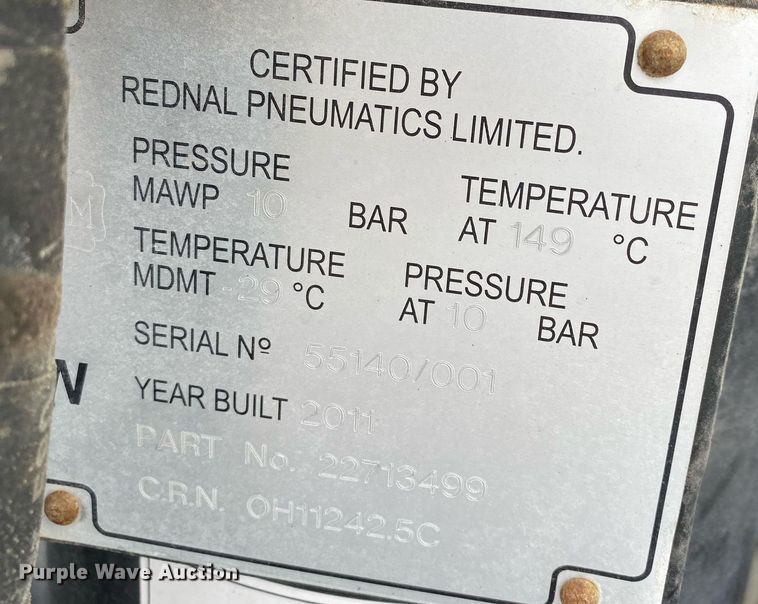 CERTIFIED BY
REDNAL PNEUMATICS LIMITED.
PRESSURE
MAWP 10 BAR
TEMPERATURE
AT 149 °C
TEMPERATURE
MDMT -29 °C
PRESSURE
AT 10 BAR
SERIAL Nº 55140/001
YEAR BUILT 2011
PART No. 22713499
C.R.N. OH11242.5C
M
W
Purple Wave Auction